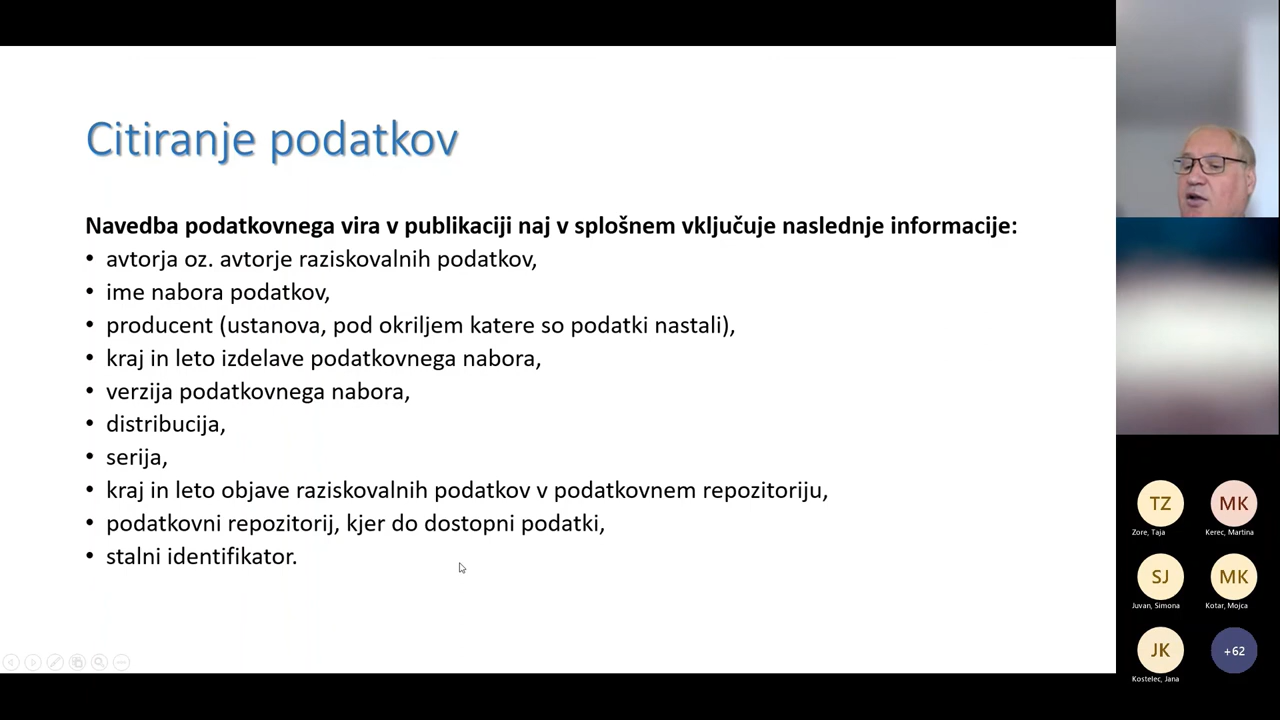 Citiranje podatkov
Navedba podatkovnega vira v publikaciji naj v splošnem vključuje naslednje informacije:
• avtorja oz. avtorje raziskovalnih podatkov,
• ime nabora podatkov,
• producent (ustanova, pod okriljem katere so podatki nastali),
• kraj in leto izdelave podatkovnega nabora,
• verzija podatkovnega nabora,
• distribucija,
• serija,
• kraj in leto objave raziskovalnih podatkov v podatkovnem repozitoriju,
• podatkovni repozitorij, kjer do dostopni podatki,
• stalni identifikator.
TZ
MK
Zore, Taja
Kerec, Martina
SJ
MK
Juvan, Simona
Kotar, Mojca
JK
+62
Kostelec, Jana